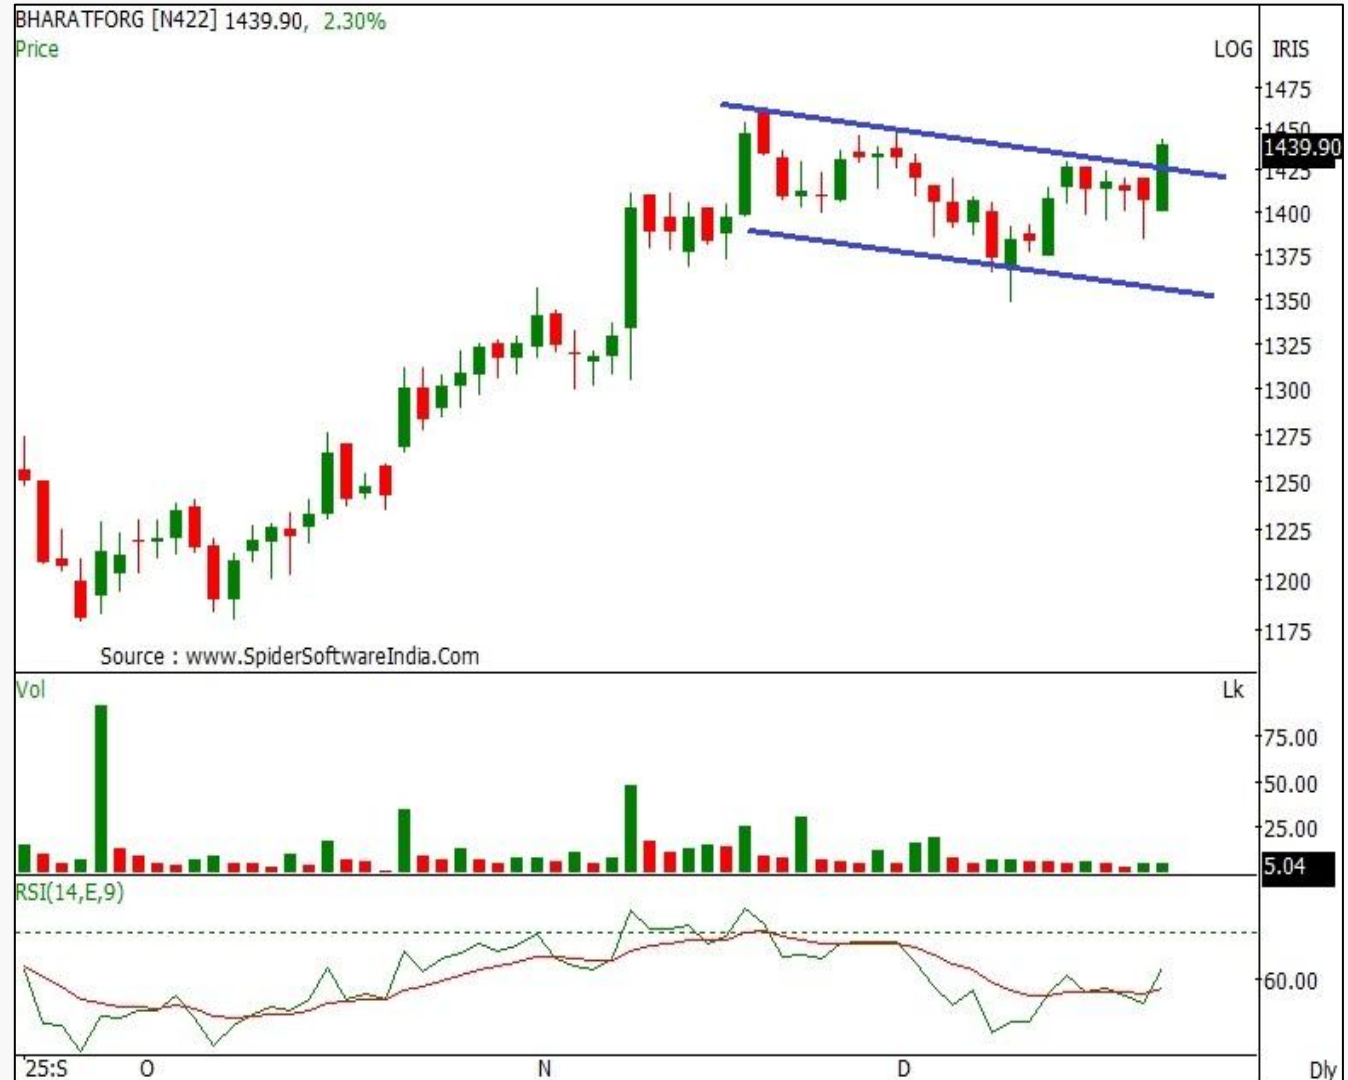 BHARATFORG [N422] 1439.90, 2.30%
Price
LOG IRIS
1475
1450
1439.90
1425
1400
1375
1350
1325
1300
1275
1250
1225
1200
1175
Source : www.SpiderSoftwareIndia.Com
Vol
Lk
75.00
50.00
25.00
5.04
RSI(14,E,9)
60.00
25:S O N D Dly